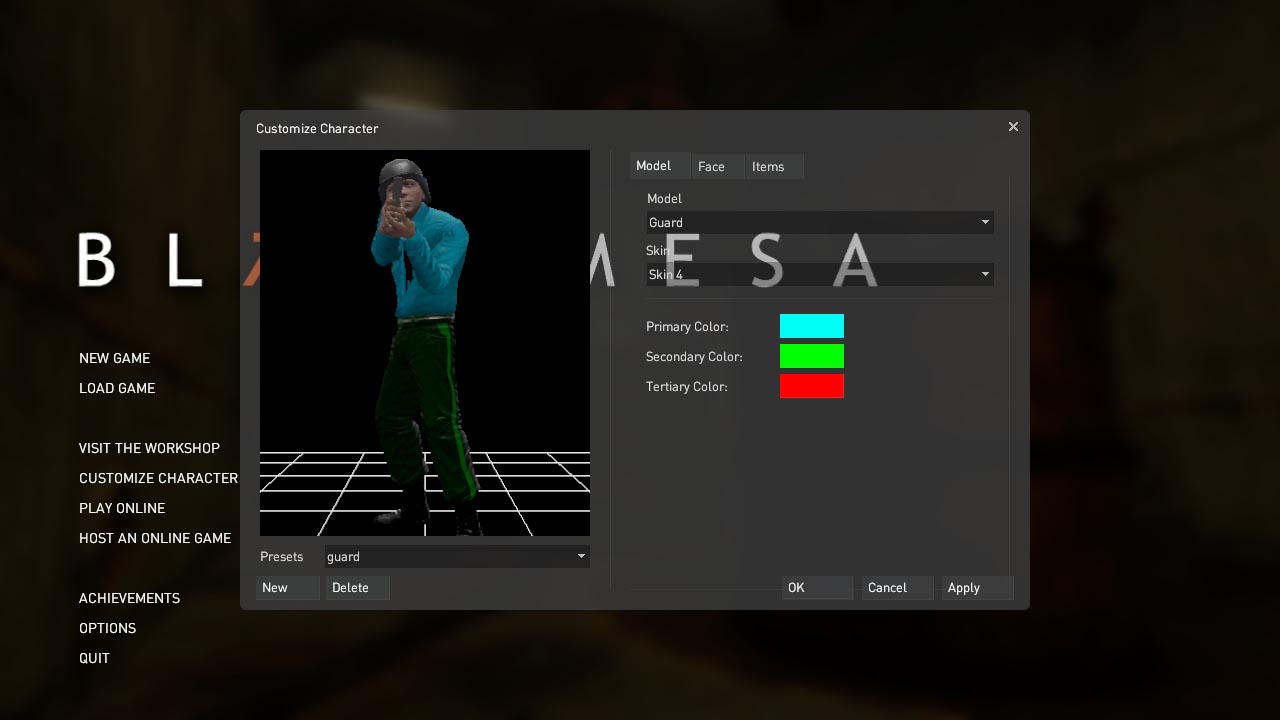 Customize Character
Model Face Items
Model
Guard
Skin
Skin 4
BL MESA
Primary Color:
Secondary Color:
Tertiary Color:
NEW GAME
LOAD GAME
VISIT THE WORKSHOP
CUSTOMIZE CHARACTER
PLAY ONLINE
HOST AN ONLINE GAME
ACHIEVEMENTS
OPTIONS
QUIT
Presets guard
New Delete
OK Cancel Apply